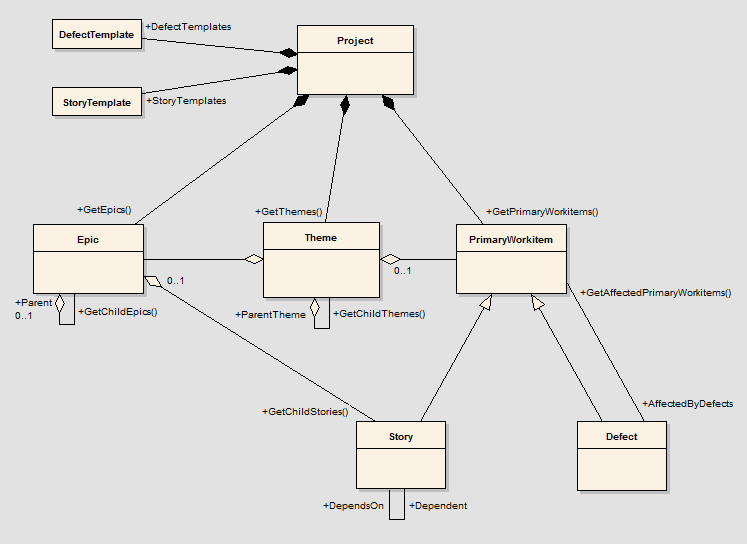 +DefectTemplates
DefectTemplate
Project
StoryTemplate
+StoryTemplates
+GetEpics()
+GetThemes()
+GetPrimaryWorkitems()
Epic
Theme
PrimaryWorkitem
0..1
0..1
+Parent
0..1
+GetChildEpics()
+ParentTheme
+GetChildThemes()
+GetAffectedPrimaryWorkitems()
+GetChildStories()
+AffectedByDefects
Story
Defect
+DependsOn
+Dependent